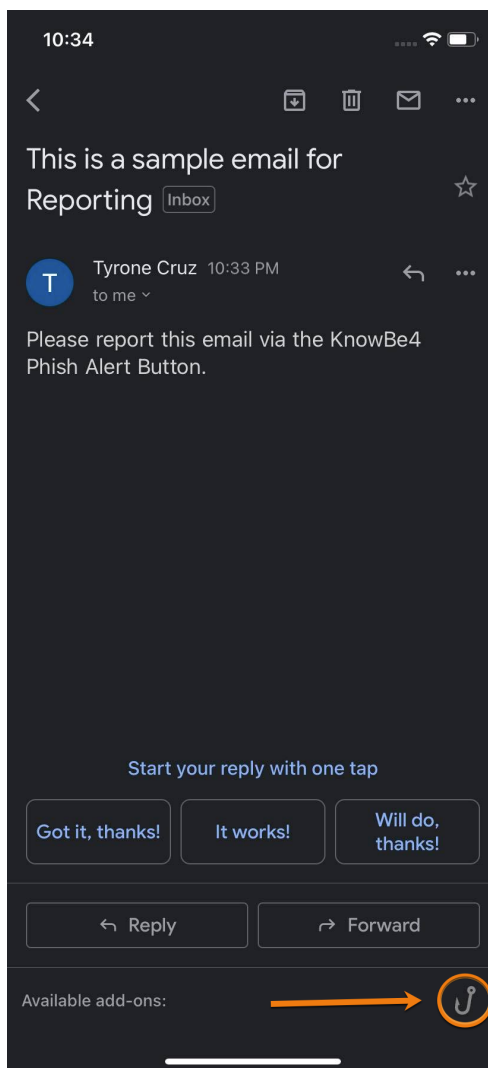 10:34
This is a sample email for
Reporting Inbox
T
Tyrone Cruz 10:33 PM
to me
Please report this email via the KnowBe4
Phish Alert Button.
Start your reply with one tap
Got it, thanks!
It works!
Will do,
thanks!
Reply
Forward
Available add-ons: